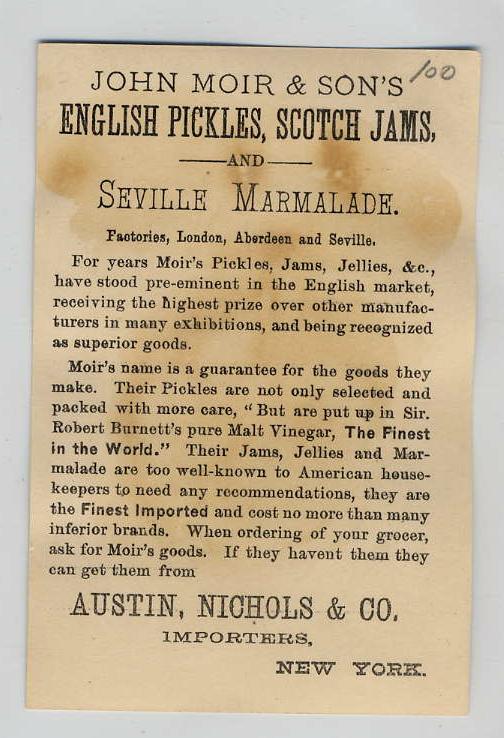 100
JOHN MOIR & SON'S
ENGLISH PICKLES, SCOTCH JAMS,
AND
SEVILLE MARMALADE.
Factories, London, Aberdeen and Seville.
For years Moir's Pickles, Jams, Jellies, &c.,
have stood pre-eminent in the English market,
receiving the highest prize over other manufac-
turers in many exhibitions, and being recognized
as superior goods.
Moir's name is a guarantee for the goods they
make. Their Pickles are not only selected and
packed with more care, "But are put up in Sir.
Robert Burnett's pure Malt Vinegar, The Finest
in the World." Their Jams, Jellies and Mar-
malade are too well-known to American house-
keepers to need any recommendations, they are
the Finest Imported and cost no more than many
inferior brands. When ordering of your grocer,
ask for Moir's goods. If they havent them they
can get them from
AUSTIN, NICHOLS & CO.
IMPORTERS,
NEW YORK.